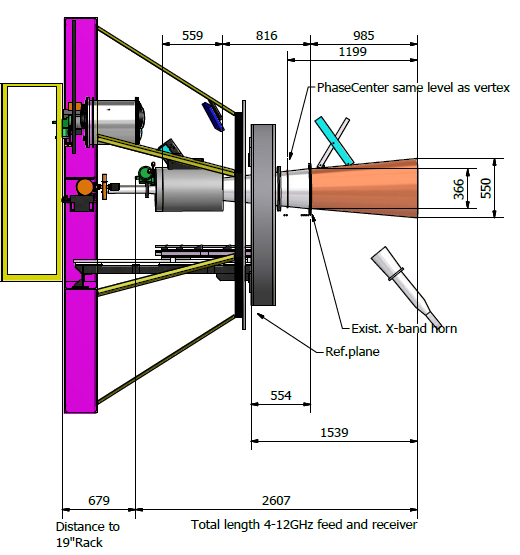 559 816 985
1199
PhaseCenter same level as vertex
366
550
Exist. X-band horn
Ref.plane
554
1539
679 2607
Distance to
19"Rack
Total length 4-12GHz feed and receiver